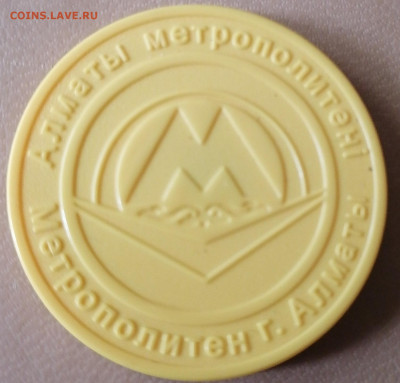 COINS.LAVE.RU
Алматы метрополитені
М
Метрополитен г. Алматы